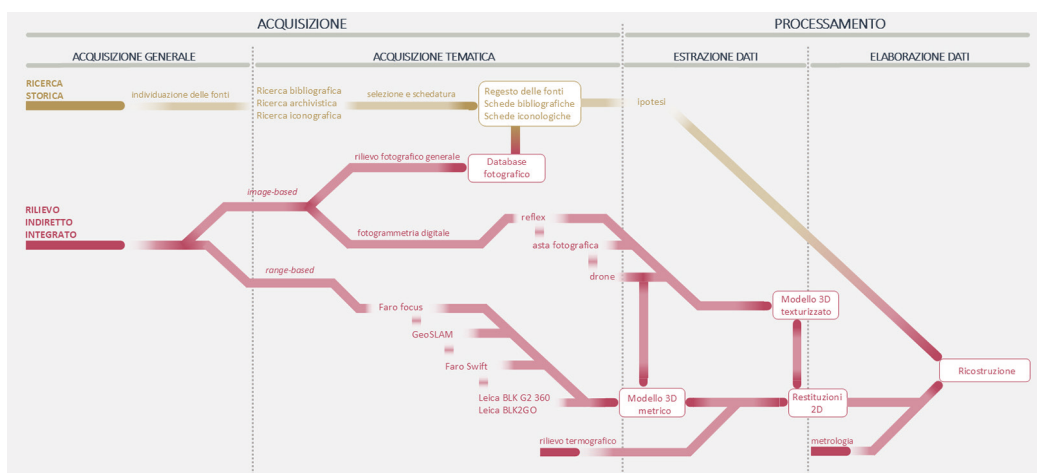 ACQUISIZIONE
PROCESSAMENTO
ACQUISIZIONE GENERALE
ACQUISIZIONE TEMATICA
ESTRAZIONE DATI
ELABORAZIONE DATI
RICERCA
STORICA
individuazione delle fonti
Ricerca bibliografica
Ricerca archivistica
Ricerca iconografica
selezione e schedatura
Regesto delle fonti
Schede bibliografiche
Schede iconologiche
ipotesi
rilievo fotografico generale
Database
fotografico
image-based
RILIEVO
INDIRETTO
INTEGRATO
fotogrammetria digitale
reflex
asta fotografica
drone
range-based
Faro focus
GeoSLAM
Faro Swift
Leica BLK G2 360
Leica BLK2GO
Modello 3D
texturizzato
Modello 3D
metrico
Restituzioni
2D
Ricostruzione
rilievo termografico
metrologia